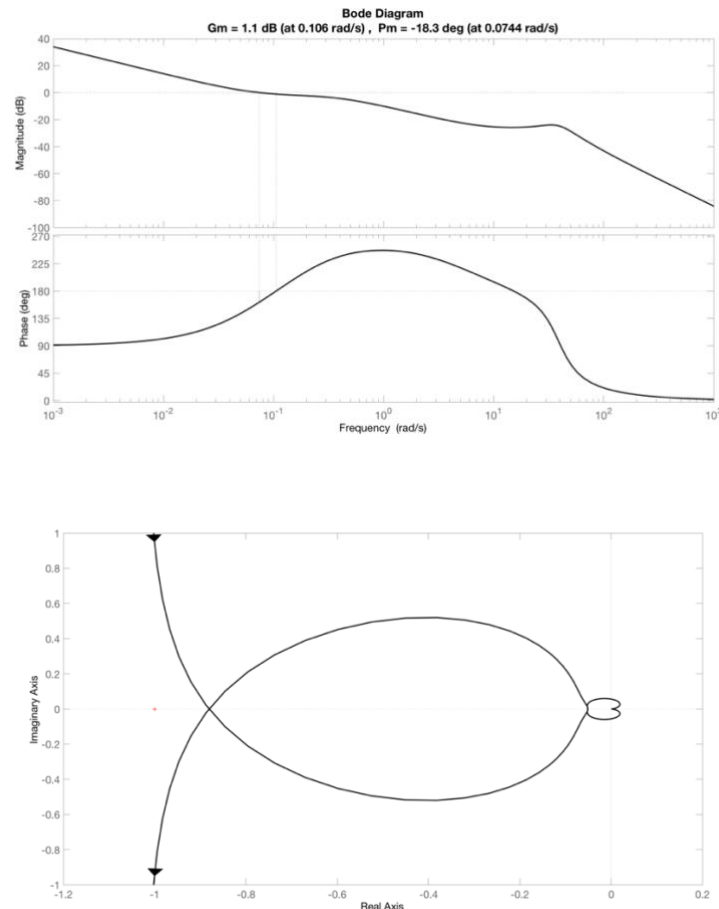 Bode Diagram
Gm = 1.1 dB (at 0.106 rad/s) , Pm = -18.3 deg (at 0.0744 rad/s)
40
20
0
-20
-40
-60
-80
-100
Magnitude (dB)
270
225
180
135
90
45
0
Phase (deg)
10^-3 10^-2 10^-1 10^0 10^1 10^2
Frequency (rad/s)
1
0.8
0.6
0.4
0.2
0
-0.2
-0.4
-0.6
-0.8
-1
Imaginary Axis
-1.2 -1 -0.8 -0.6 -0.4 -0.2 0 0.2
Real Axis